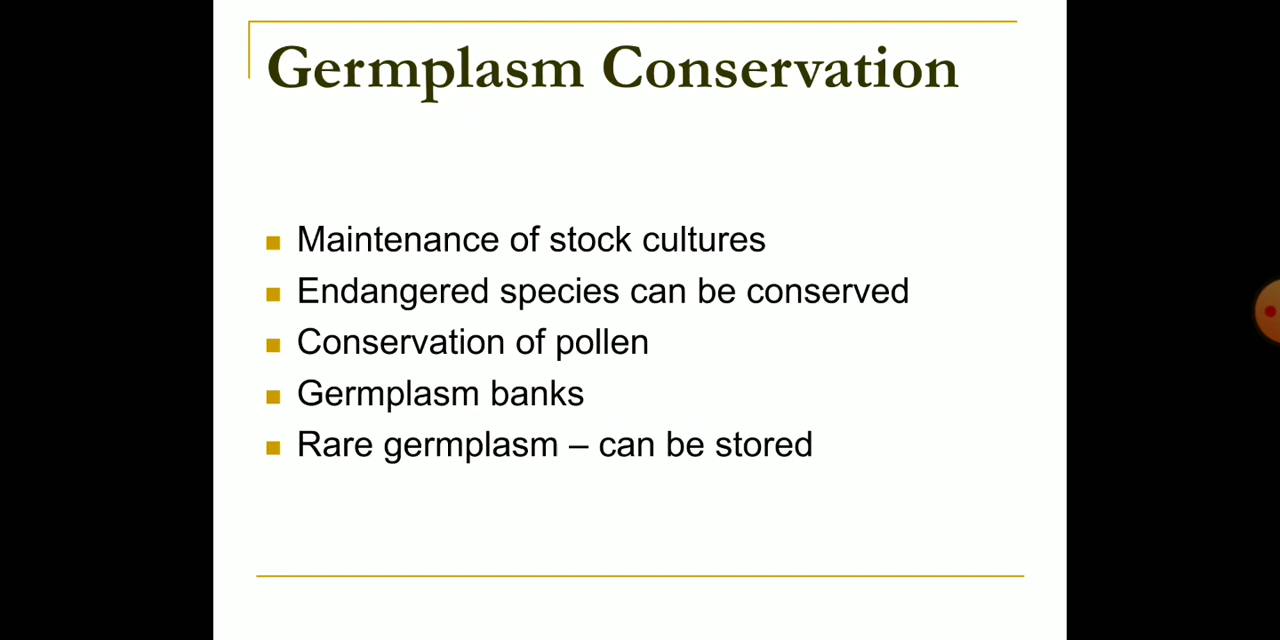 Germplasm Conservation
Maintenance of stock cultures
Endangered species can be conserved
Conservation of pollen
Germplasm banks
Rare germplasm – can be stored